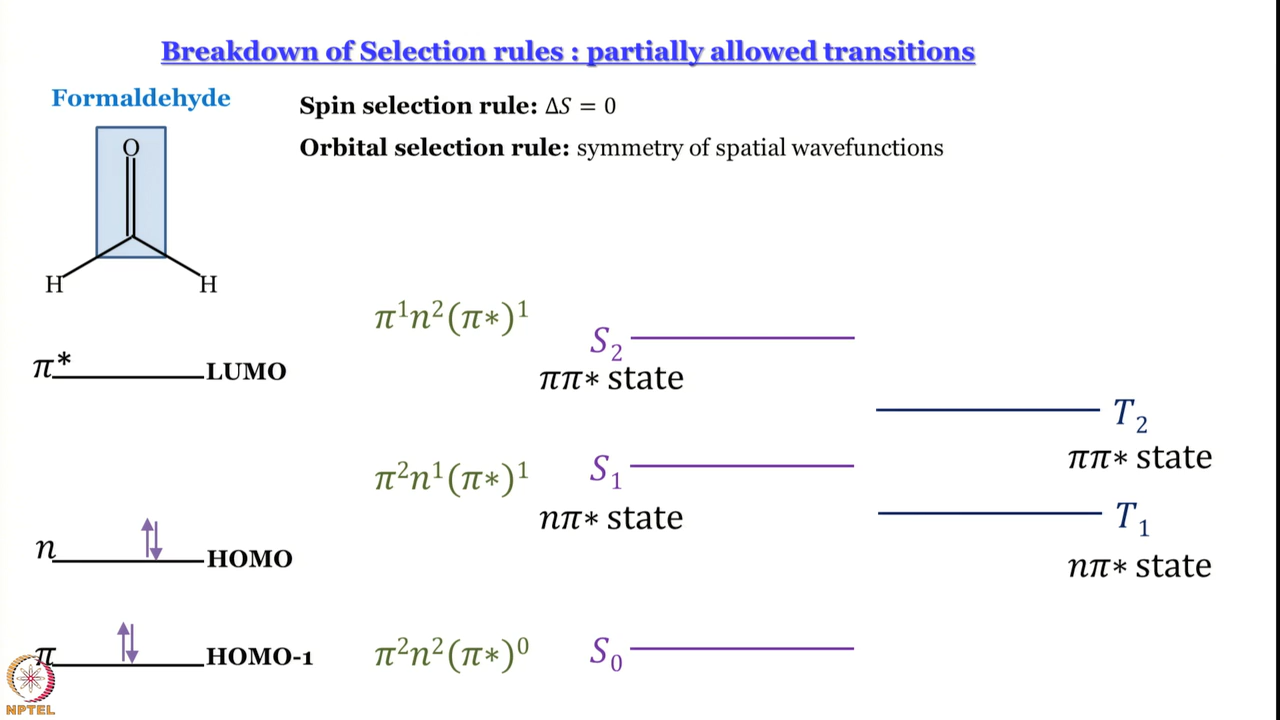 Breakdown of Selection rules : partially allowed transitions
Formaldehyde
Spin selection rule: ΔS = 0
Orbital selection rule: symmetry of spatial wavefunctions
O
H H
π¹n²(π∗)¹
S₂
ππ∗ state
π* LUMO
T₂
ππ∗ state
π²n¹(π∗)¹
S₁
nπ∗ state
T₁
nπ∗ state
n HOMO
π HOMO-1
π²n²(π∗)⁰
S₀
NPTEL